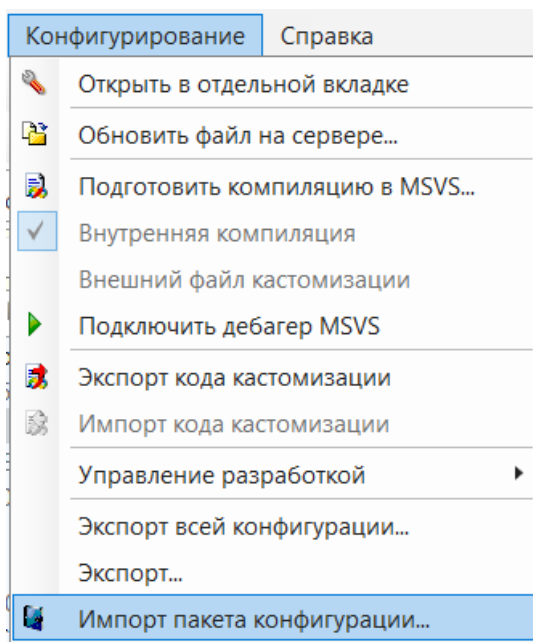 Конфигурирование Справка
Открыть в отдельной вкладке
Обновить файл на сервере...
Подготовить компиляцию в MSVS...
Внутренняя компиляция
Внешний файл кастомизации
Подключить дебагер MSVS
Экспорт кода кастомизации
Импорт кода кастомизации
Управление разработкой
Экспорт всей конфигурации...
Экспорт...
Импорт пакета конфигурации...